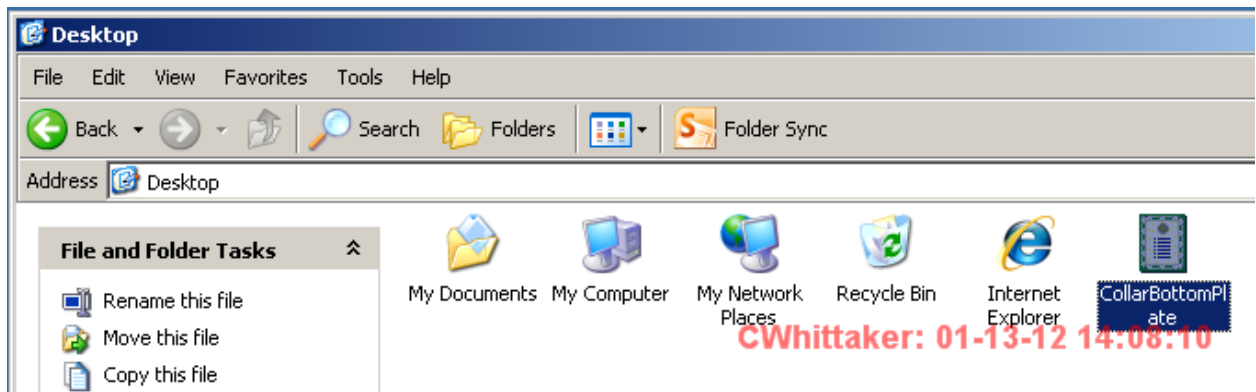 Desktop
File Edit View Favorites Tools Help
Back Search Folders Folder Sync
Address Desktop
File and Folder Tasks
Rename this file
Move this file
Copy this file
My Documents My Computer My Network Recycle Bin Internet CollarBottomPl
Places Explorer ate
CWhittaker: 01-13-12 14:08:10